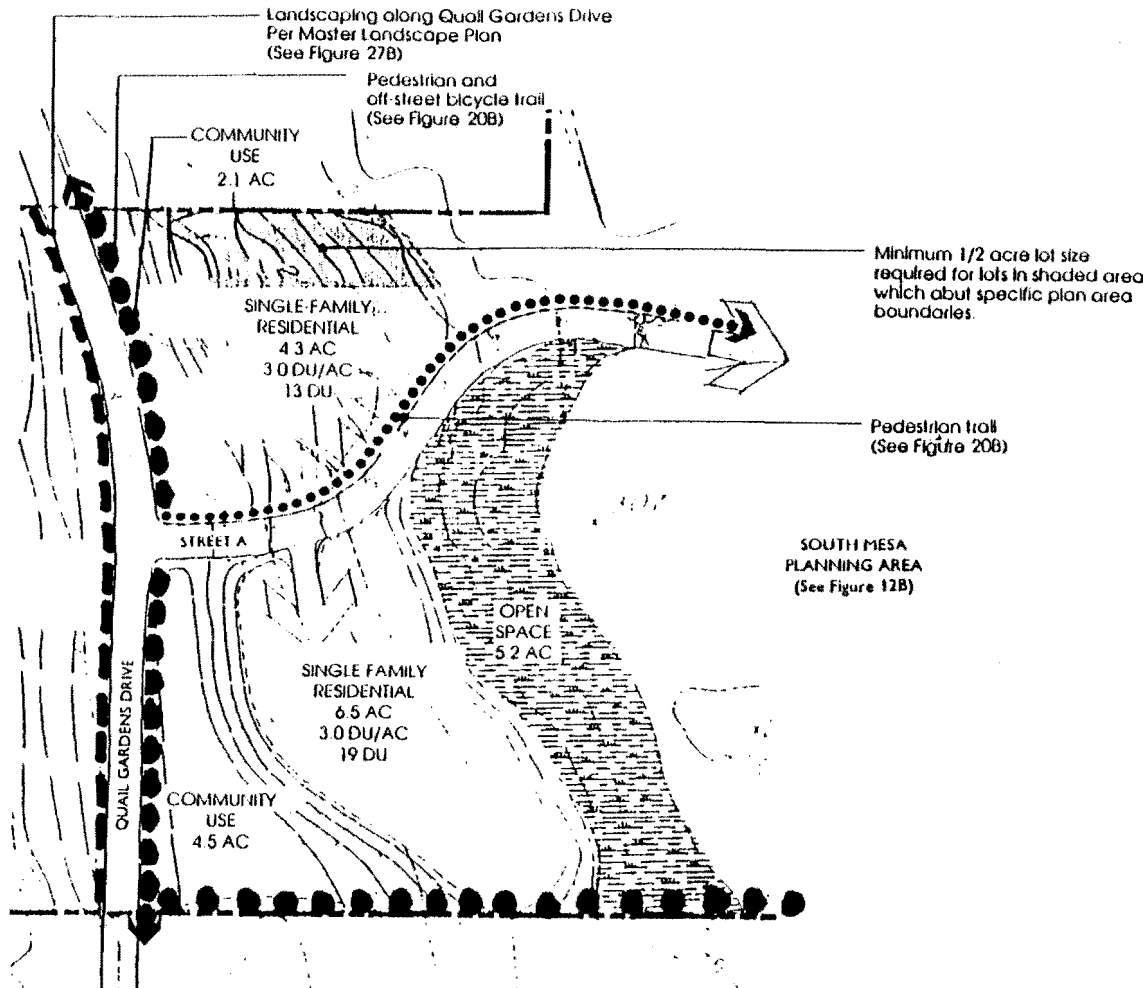 Landscaping along Quail Gardens Drive
Per Master Landscape Plan
(See Figure 27B)
Pedestrian and
off-street bicycle trail
(See Figure 20B)
COMMUNITY
USE
2.1 AC
Minimum 1/2 acre lot size
required for lots in shaded area
which abut specific plan area
boundaries.
SINGLE-FAMILY
RESIDENTIAL
4.3 AC
3.0 DU/AC
13 DU
Pedestrian trail
(See Figure 20B)
STREET A
SOUTH MESA
PLANNING AREA
(See Figure 12B)
OPEN
SPACE
5.2 AC
SINGLE FAMILY
RESIDENTIAL
6.5 AC
3.0 DU/AC
19 DU
QUAIL GARDENS DRIVE
COMMUNITY
USE
4.5 AC